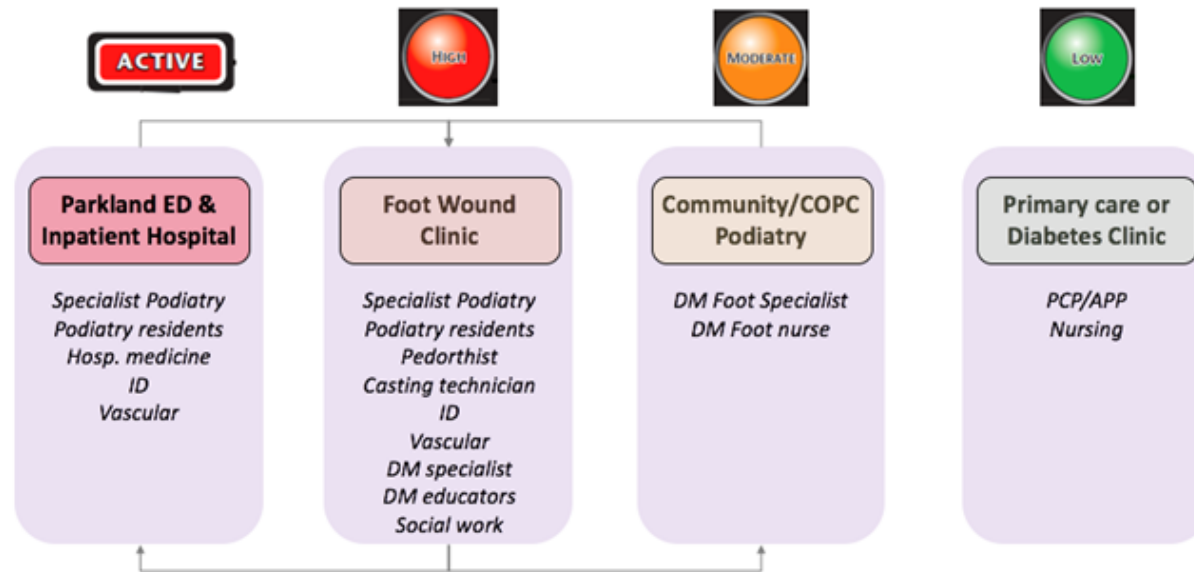 ACTIVE
HIGH
MODERATE
LOW
Parkland ED &
Inpatient Hospital
Specialist Podiatry
Podiatry residents
Hosp. medicine
ID
Vascular
Foot Wound
Clinic
Specialist Podiatry
Podiatry residents
Pedorthist
Casting technician
ID
Vascular
DM specialist
DM educators
Social work
Community/COPC
Podiatry
DM Foot Specialist
DM Foot nurse
Primary care or
Diabetes Clinic
PCP/APP
Nursing